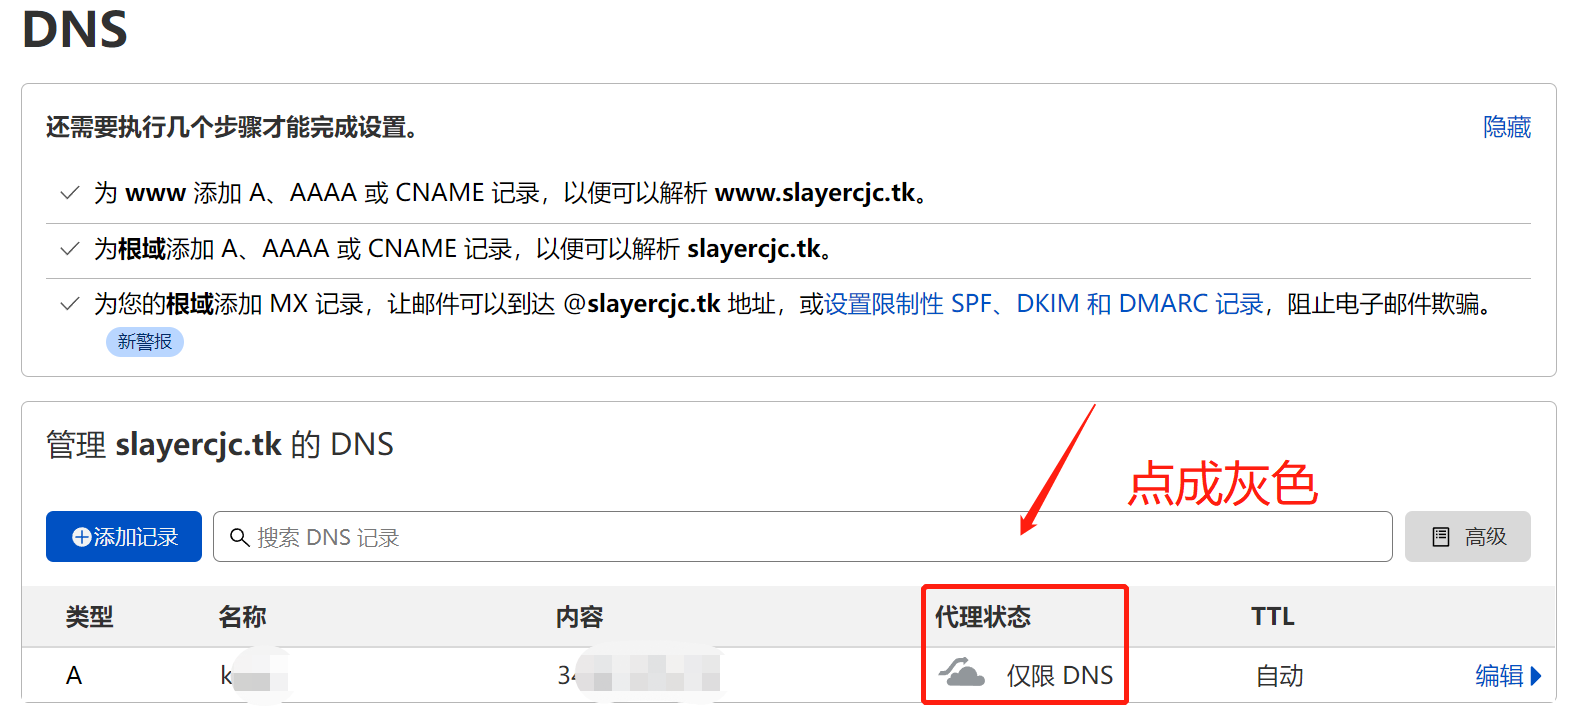 DNS
还需要执行几个步骤才能完成设置。
隐藏
为 www 添加 A、AAAA 或 CNAME 记录，以便可以解析 www.slayercjc.tk。
为根域添加 A、AAAA 或 CNAME 记录，以便可以解析 slayercjc.tk。
为您的根域添加 MX 记录，让邮件可以到达 @slayercjc.tk 地址，或设置限制性 SPF、DKIM 和 DMARC 记录，阻止电子邮件欺骗。
新警报
管理 slayercjc.tk 的 DNS
点成灰色
添加记录
搜索 DNS 记录
高级
类型 名称 内容 代理状态 TTL
A k 仅限 DNS 自动 编辑